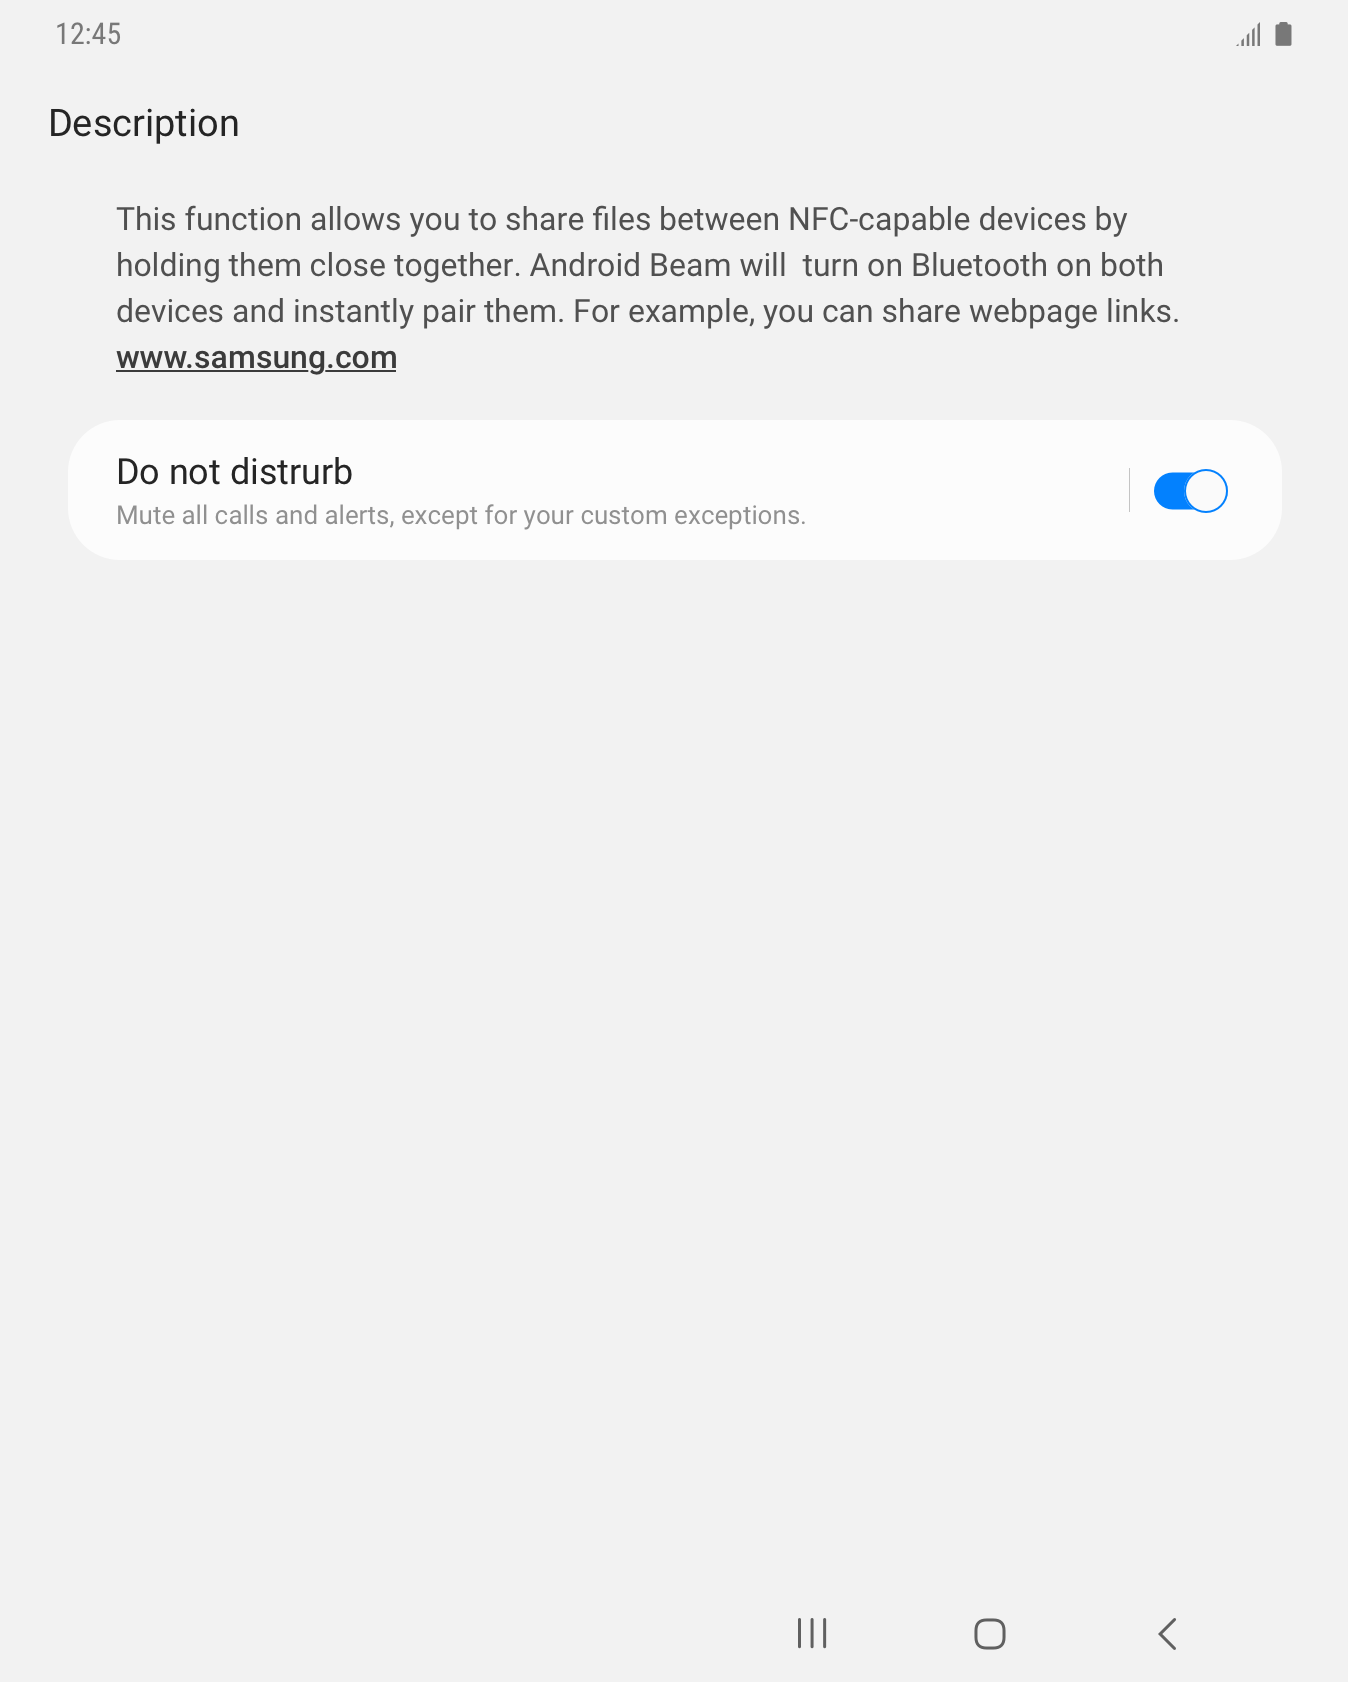 12:45
Description
This function allows you to share files between NFC-capable devices by
holding them close together. Android Beam will  turn on Bluetooth on both
devices and instantly pair them. For example, you can share webpage links.
www.samsung.com
Do not distrurb
Mute all calls and alerts, except for your custom exceptions.